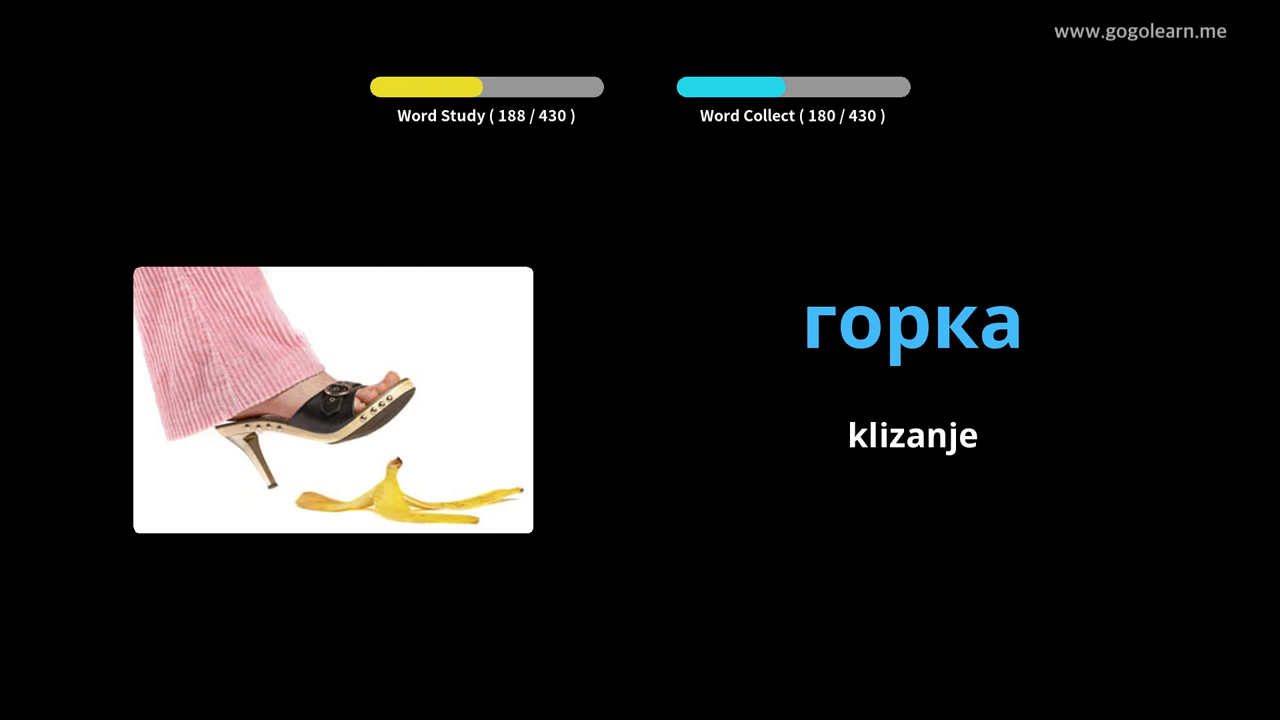 www.gogolearn.me
Word Study ( 188 / 430 )
Word Collect ( 180 / 430 )
горка
klizanje